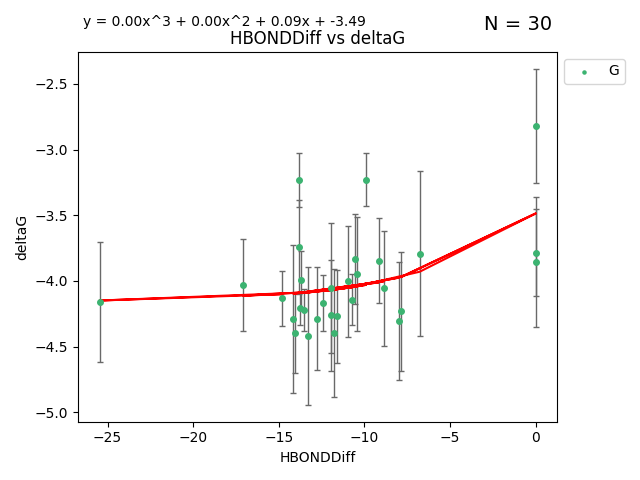 y = 0.00x^3 + 0.00x^2 + 0.09x + -3.49
N = 30
HBONDDiff vs deltaG
G
−2.5
−3.0
−3.5
−4.0
−4.5
−5.0
deltaG
−25 −20 −15 −10 −5 0
HBONDDiff